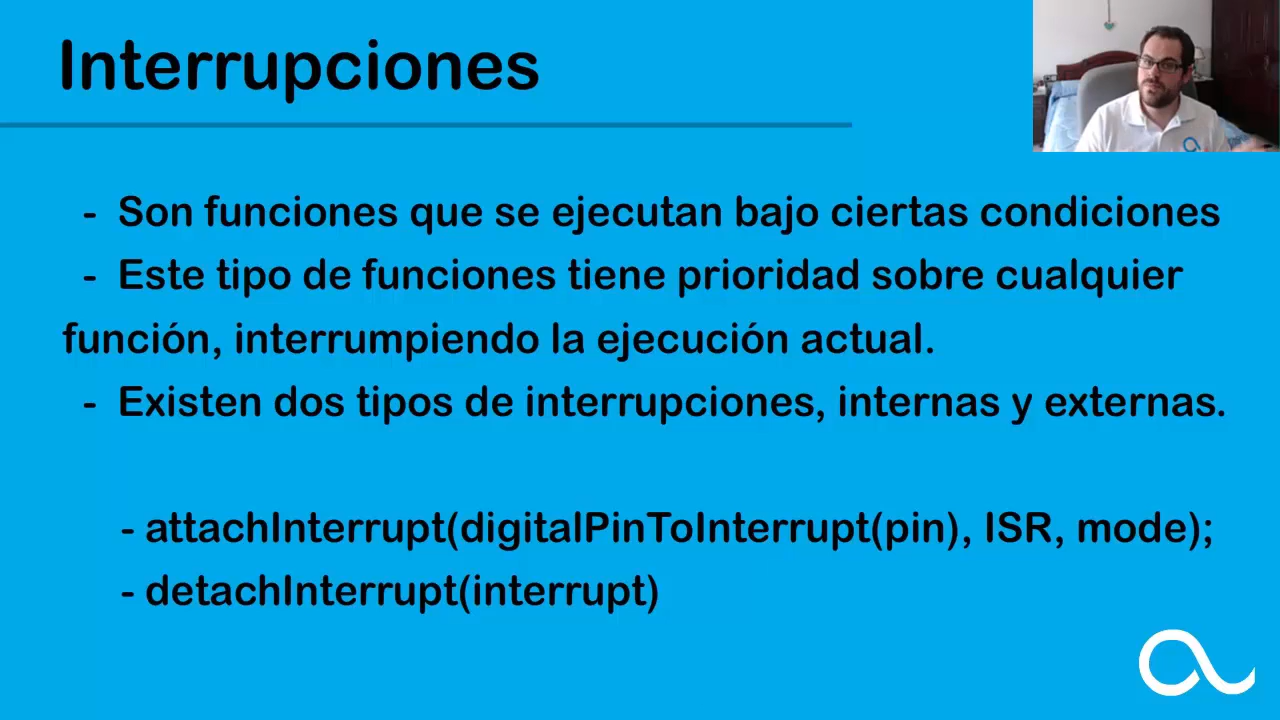 Interrupciones
- Son funciones que se ejecutan bajo ciertas condiciones
- Este tipo de funciones tiene prioridad sobre cualquier
función, interrumpiendo la ejecución actual.
- Existen dos tipos de interrupciones, internas y externas.
- attachInterrupt(digitalPinToInterrupt(pin), ISR, mode);
- detachInterrupt(interrupt)